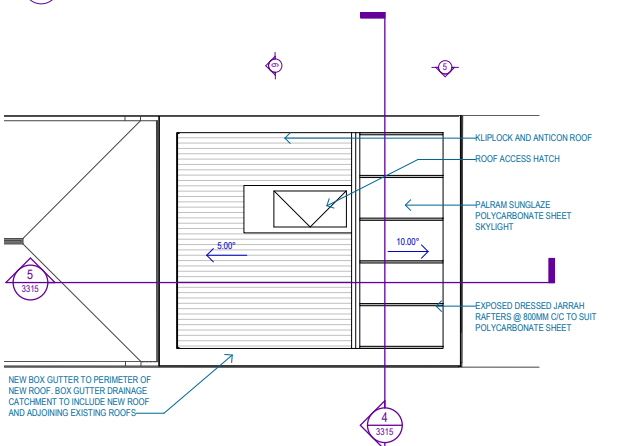 6
5
KLIPLOCK AND ANTICON ROOF
ROOF ACCESS HATCH
PALRAM SUNGLAZE
POLYCARBONATE SHEET
SKYLIGHT
5.00°
10.00°
5
3315
EXPOSED DRESSED JARRAH
RAFTERS @ 800MM C/C TO SUIT
POLYCARBONATE SHEET
NEW BOX GUTTER TO PERIMETER OF
NEW ROOF. BOX GUTTER DRAINAGE
CATCHMENT TO INCLUDE NEW ROOF
AND ADJOINING EXISTING ROOFS
4
3315